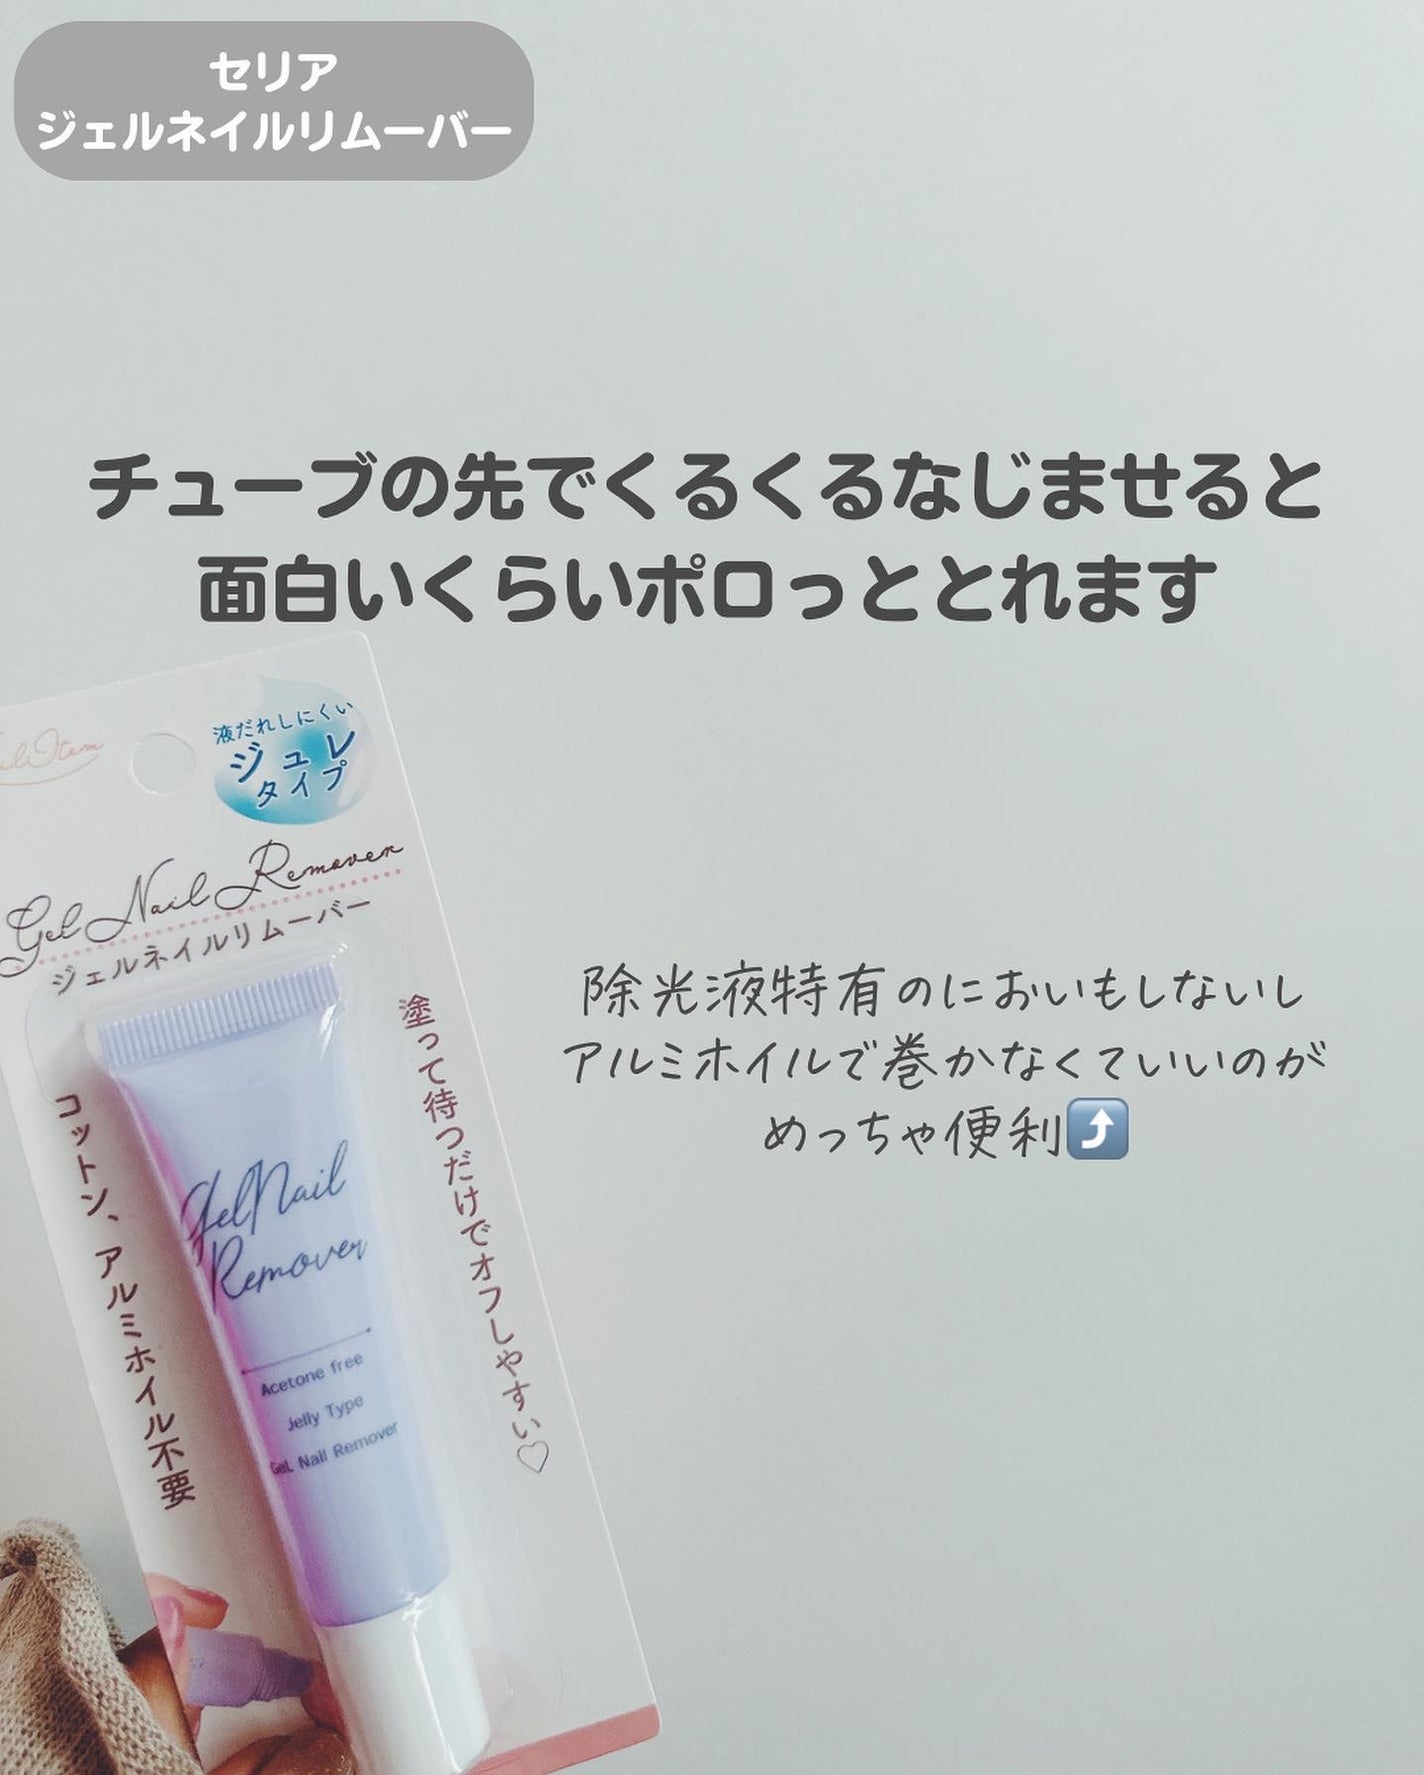 セリア
ジェルネイルリムーバー
チューブの先でくるくるなじませると
面白いくらいポロっととれます
液だれしにくい
ジュレ
タイプ
Gel Nail Remover
ジェルネイルリムーバー
塗って待つだけでオフしやすい♡
コットン、アルミホイル不要
Gel Nail
Remover
Acetone free
Jelly Type
GeL Nail Remover
除光液特有のにおいもしないし
アルミホイルで巻かなくていいのが
めっちゃ便利⤴️